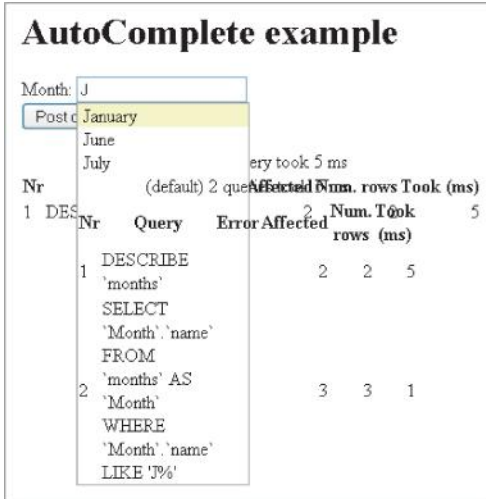 AutoComplete example
Month: J
Post
January
June
July
ery took 5 ms
Nr (default) 2 Affected Num. rows Took (ms)
1 DES 2 2 5
Nr Query Error Affected Num. rows Took (ms)
1 DESCRIBE `months` 2 2 5
2 SELECT `Month`.`name` FROM `months` AS `Month` WHERE `Month`.`name` LIKE 'J%' 3 3 1